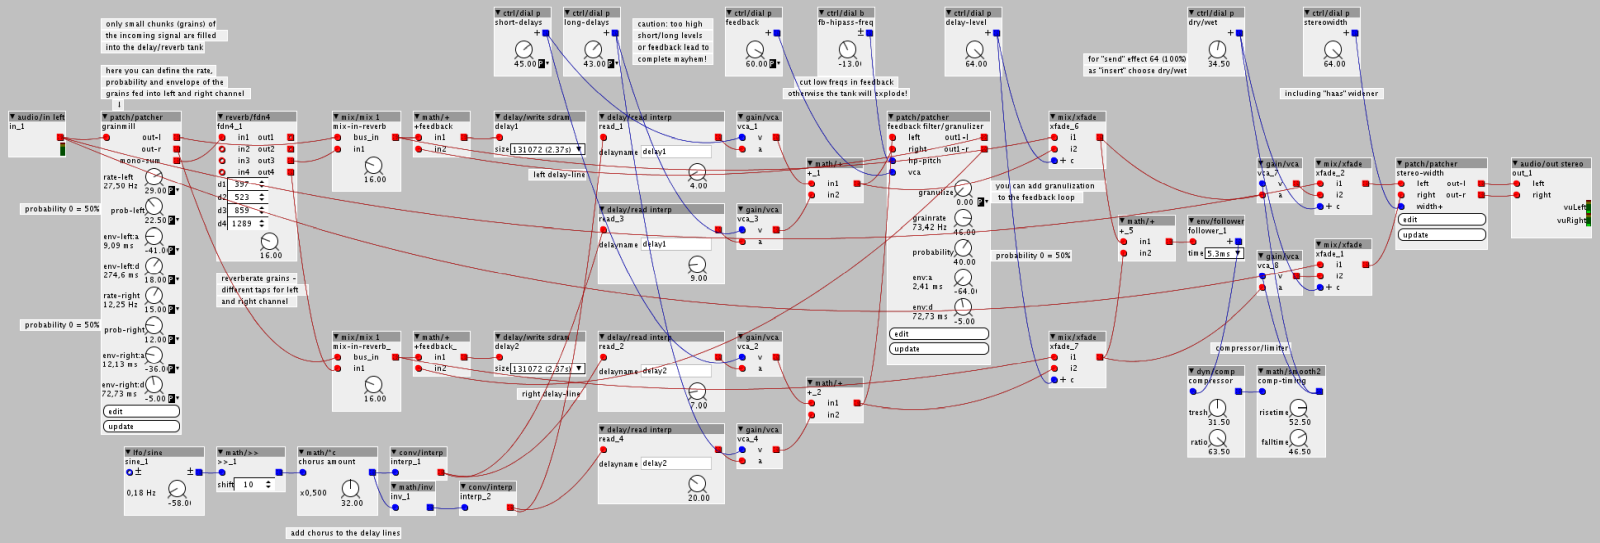 only small chunks (grains) of
the incoming signal are filled
into the delay/reverb tank
here you can define the rate,
probability and envelope of the
grains fed into left and right channel
ctrl/dial p
short-delays
+
45.00 P
ctrl/dial p
long-delays
+
43.00 P
caution: too high
short/long levels
or feedback lead to
complete mayhem!
ctrl/dial p
feedback
+
60.00 P
ctrl/dial b
fb-hipass-freq
±
-13.0
cut low freqs in feedback
otherwise the tank will explode!
ctrl/dial p
delay-level
+
64.00
for "send" effect 64 (100%)
as "insert" choose dry/wet
ctrl/dial p
dry/wet
+
34.50
ctrl/dial p
stereowidth
+
64.00
including "haas" widener
audio/in left
in_1
patch/patcher
grainmill
out-l
out-r
mono-sum
rate-left
27,50 Hz
29.00 P
prob-left
22.50 P
env-left:a
9,09 ms
-41.0 P
env-left:d
274,6 ms
18.00 P
rate-right
12,25 Hz
15.00 P
prob-right
12.00 P
env-right:a
12,13 ms
-36.0 P
env-right:d
72,73 ms
-5.00 P
edit
update
probability 0 = 50%
probability 0 = 50%
reverb/fdn4
fdn4_1
in1 out1
in2 out2
in3 out3
in4 out4
d1 397
d2 523
d3 859
d4 1289
16.00
reverberate grains -
different taps for left
and right channel
mix/mix 1
mix-in-reverb
bus_in
in1
16.00
math/+
+feedback
in1
in2
delay/write sdram
delay1
size 131072 (2.37s)
left delay-line
delay/read interp
read_1
delayname delay1
4.00
delay/read interp
read_3
delayname delay1
9.00
gain/vca
vca_1
v
a
gain/vca
vca_3
v
a
math/+
+_1
in1
in2
patch/patcher
feedback filter/granulizer
left out1-l
right out1-r
hp-pitch
vca
granulize
0.00 P
grainrate
73,42 Hz
46.00
probability
40.00
env:a
2,41 ms
-64.0
env:d
72,73 ms
-5.00
edit
update
you can add granulization
to the feedback loop
probability 0 = 50%
mix/xfade
xfade_6
i1
i2
+ c
math/+
+_5
in1
in2
env/follower
follower_1
+
time 5.3ms
gain/vca
vca_7
v
a
mix/xfade
xfade_2
i1
i2
+ c
gain/vca
vca_8
v
a
mix/xfade
xfade_1
i1
i2
+ c
patch/patcher
stereo-width
left out-l
right out-r
width+
edit
update
audio/out stereo
out_1
left
right
vuLeft
vuRight
mix/mix 1
mix-in-reverb_
bus_in
in1
16.00
math/+
+feedback_
in1
in2
delay/write sdram
delay2
size 131072 (2.37s)
right delay-line
delay/read interp
read_2
delayname delay2
7.00
delay/read interp
read_4
delayname delay2
20.00
gain/vca
vca_2
v
a
gain/vca
vca_4
v
a
math/+
+_2
in1
in2
mix/xfade
xfade_7
i1
i2
+ c
compressor/limiter
dyn/comp
compressor
tresh
31.50
ratio
63.50
math/smooth2
comp-timing
risetime
52.50
falltime
46.50
lfo/sine
sine_1
± ±
0,18 Hz
-58.0
math/>>
>>_1
shift 10
math/*c
chorus amount
x0,500
32.00
conv/interp
interp_1
math/inv
inv_1
conv/interp
interp_2
add chorus to the delay lines